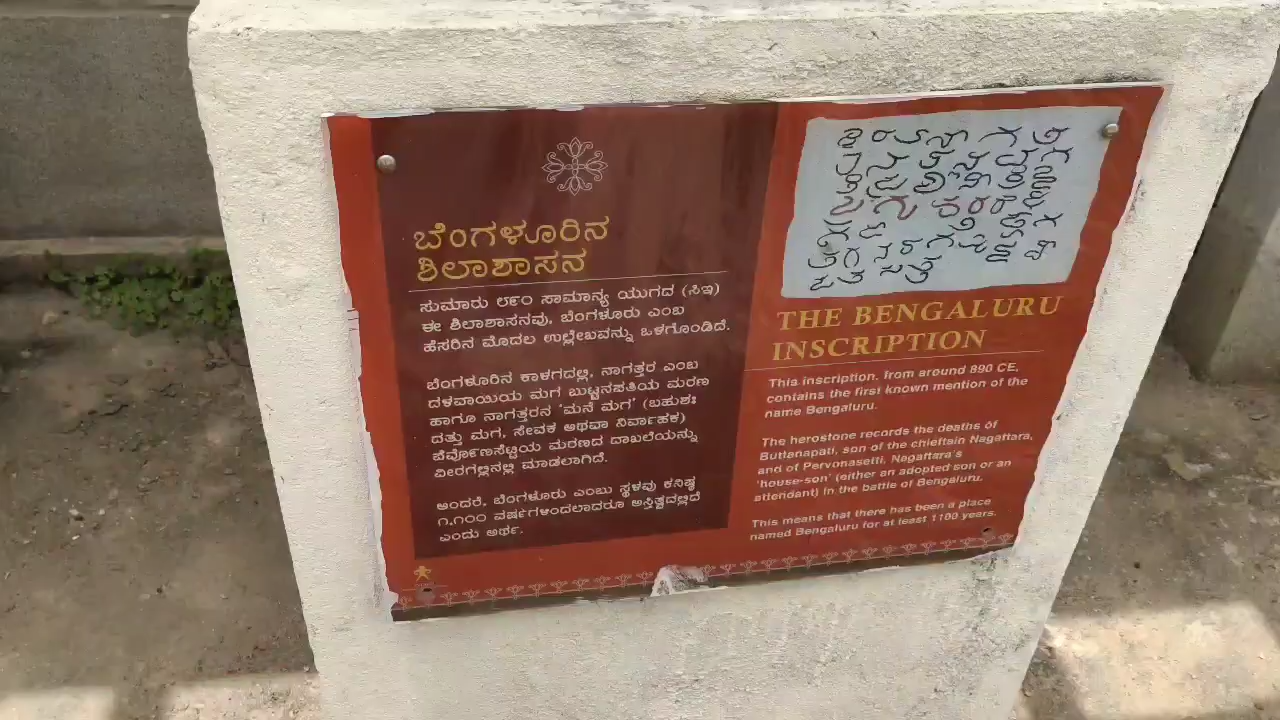 ಬೆಂಗಳೂರಿನ
ಶಿಲಾಶಾಸನ
ಸುಮಾರು ೮೯೦ ಸಾಮಾನ್ಯ ಯುಗದ (ಸಿಇ)
ಈ ಶಿಲಾಶಾಸನವು, ಬೆಂಗಳೂರು ಎಂಬ
ಹೆಸರಿನ ಮೊದಲ ಉಲ್ಲೇಖವನ್ನು ಒಳಗೊಂಡಿದೆ.
ಬೆಂಗಳೂರಿನ ಕಾಳಗದಲ್ಲಿ, ನಾಗತ್ತರ ಎಂಬ
ದಳವಾಯಿಯ ಮಗ ಬುಟ್ಟನಪತಿಯ ಮರಣ
ಹಾಗೂ ನಾಗತ್ತರನ 'ಮನೆ ಮಗ' (ಬಹುಶಃ
ದತ್ತು ಮಗ, ಸೇವಕ ಅಥವಾ ನಿರ್ವಾಹಕ)
ಪೆರ್ವೋಣಸೆಟ್ಟಿಯ ಮರಣದ ದಾಖಲೆಯನ್ನು
ವೀರಗಲ್ಲಿನಲ್ಲಿ ಮಾಡಲಾಗಿದೆ.
ಅಂದರೆ, ಬೆಂಗಳೂರು ಎಂಬು ಸ್ಥಳವು ಕನಿಷ್ಠ
೧,೧೦೦ ವರ್ಷಗಳಿಂದಲಾದರೂ ಅಸ್ತಿತ್ವದಲ್ಲಿದೆ
ಎಂದು ಅರ್ಥ.
THE BENGALURU
INSCRIPTION
This inscription, from around 890 CE,
contains the first known mention of the
name Bengaluru.
The herostone records the deaths of
Buttanapati, son of the chieftain Nagattara,
and of Pervonasetti, Nagattara's
'house-son' (either an adopted son or an
attendant) in the battle of Bengaluru.
This means that there has been a place
named Bengaluru for at least 1100 years.